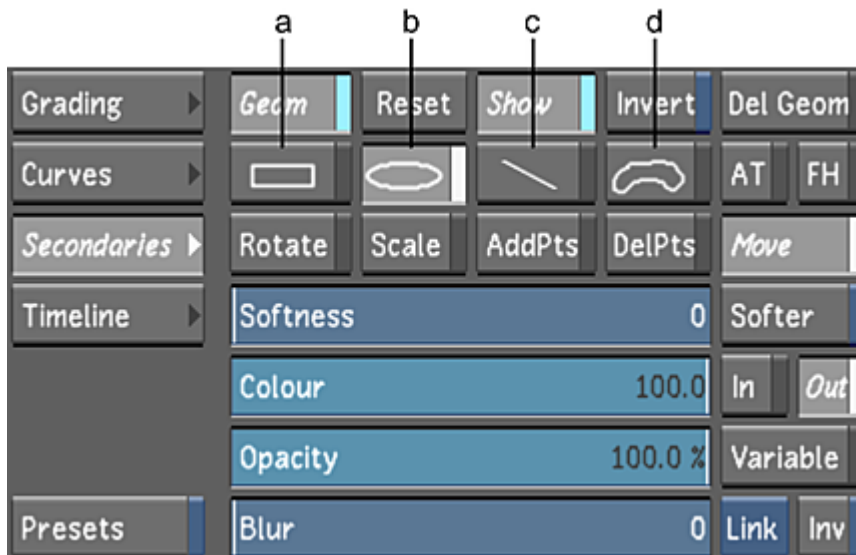 a b c d
Grading Geom Reset Show Invert Del Geom
Curves AT FH
Secondaries Rotate Scale AddPts DelPts Move
Timeline Softness 0 Softer
Colour 100.0 In Out
Opacity 100.0 % Variable
Presets Blur 0 Link Inv